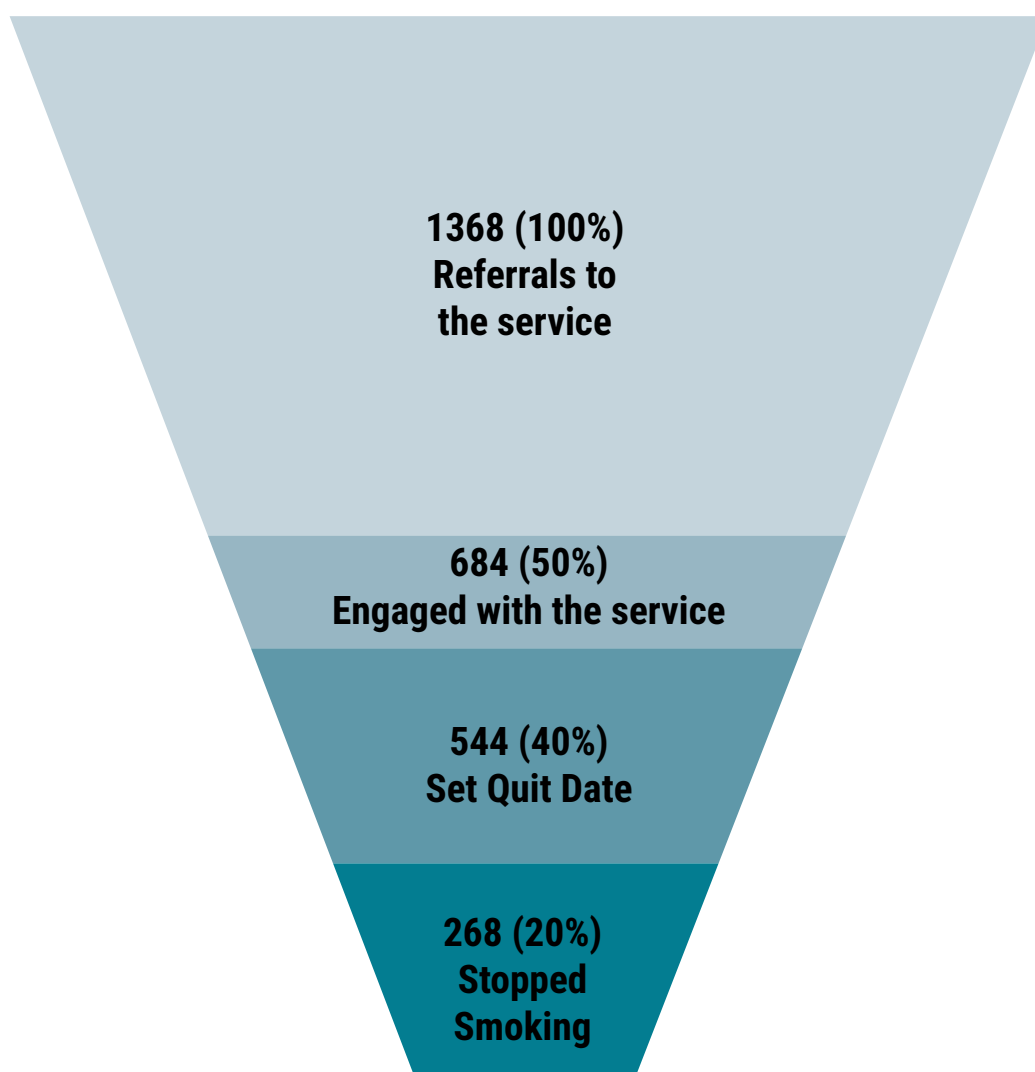 1368 (100%)
Referrals to
the service
684 (50%)
Engaged with the service
544 (40%)
Set Quit Date
268 (20%)
Stopped
Smoking